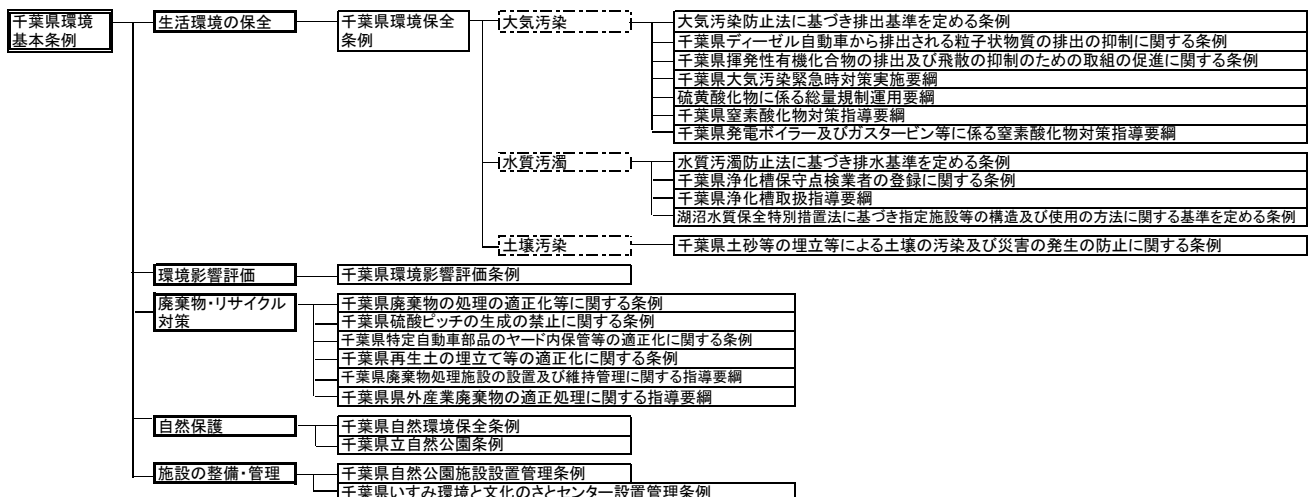 千葉県環境
基本条例
生活環境の保全
千葉県環境保全
条例
大気汚染
大気汚染防止法に基づき排出基準を定める条例
千葉県ディーゼル自動車から排出される粒子状物質の排出の抑制に関する条例
千葉県揮発性有機化合物の排出及び飛散の抑制のための取組の促進に関する条例
千葉県大気汚染緊急時対策実施要綱
硫黄酸化物に係る総量規制運用要綱
千葉県窒素酸化物対策指導要綱
千葉県発電ボイラー及びガスタービン等に係る窒素酸化物対策指導要綱
水質汚濁
水質汚濁防止法に基づき排水基準を定める条例
千葉県浄化槽保守点検業者の登録に関する条例
千葉県浄化槽取扱指導要綱
湖沼水質保全特別措置法に基づき指定施設等の構造及び使用の方法に関する基準を定める条例
土壌汚染
千葉県土砂等の埋立等による土壌の汚染及び災害の発生の防止に関する条例
環境影響評価
千葉県環境影響評価条例
廃棄物・リサイクル
対策
千葉県廃棄物の処理の適正化等に関する条例
千葉県硫酸ピッチの生成の禁止に関する条例
千葉県特定自動車部品のヤード内保管等の適正化に関する条例
千葉県再生土の埋立て等の適正化に関する条例
千葉県廃棄物処理施設の設置及び維持管理に関する指導要綱
千葉県県外産業廃棄物の適正処理に関する指導要綱
自然保護
千葉県自然環境保全条例
千葉県立自然公園条例
施設の整備・管理
千葉県自然公園施設設置管理条例
千葉県いすみ環境と文化のさとセンター設置管理条例